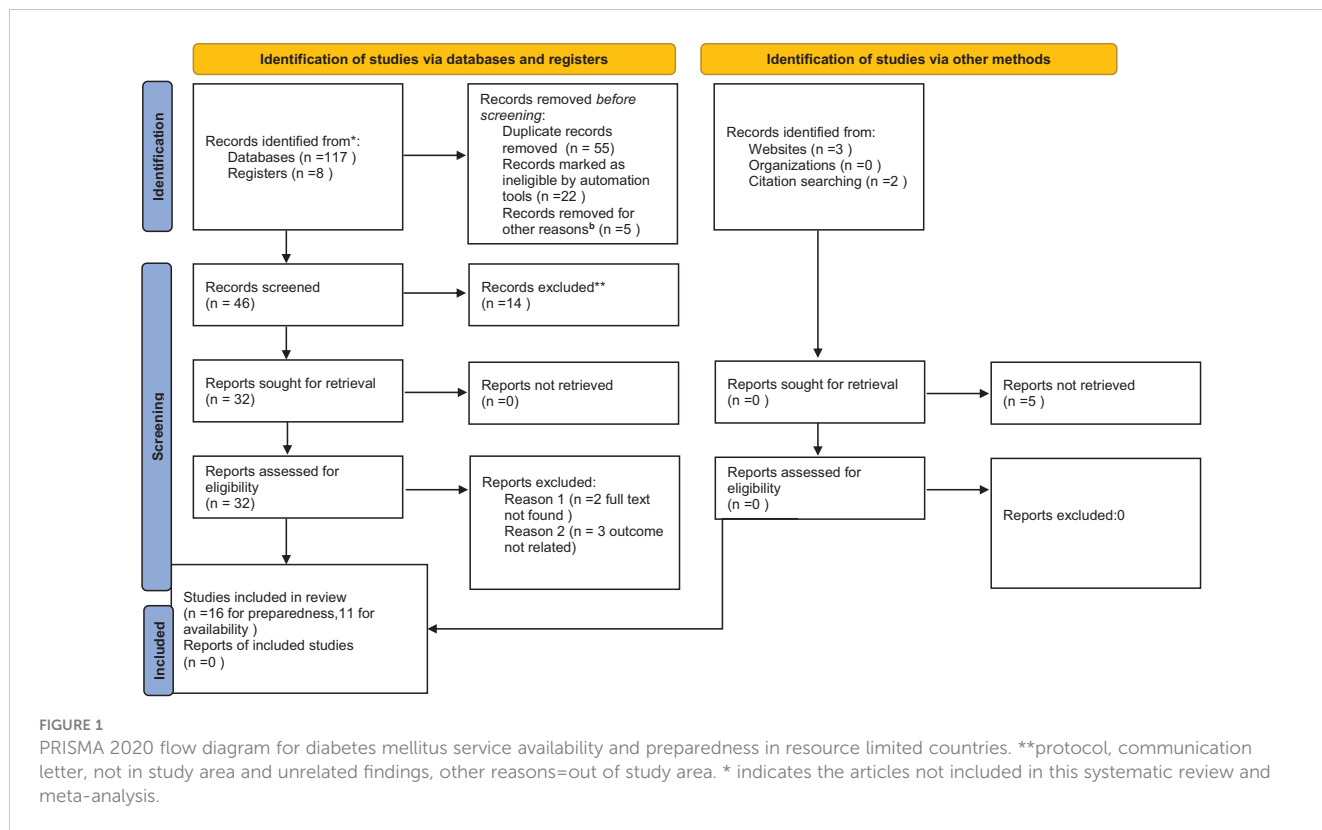 Identification of studies via databases and registers
Identification of studies via other methods
Identification
Records identified from*:
Databases (n =117 )
Registers (n =8 )
Records removed before
screening:
Duplicate records
removed (n = 55)
Records marked as
ineligible by automation
tools (n =22 )
Records removed for
other reasonsᵇ (n =5 )
Records identified from:
Websites (n =3 )
Organizations (n =0 )
Citation searching (n =2 )
Screening
Records screened
(n = 46)
Records excluded**
(n =14 )
Reports sought for retrieval
(n = 32)
Reports not retrieved
(n =0)
Reports sought for retrieval
(n =0 )
Reports not retrieved
(n =5 )
Reports assessed for
eligibility
(n = 32)
Reports excluded:
Reason 1 (n =2 full text
not found )
Reason 2 (n = 3 outcome
not related)
Reports assessed for
eligibility
(n =0 )
Reports excluded:0
Included
Studies included in review
(n =16 for preparedness,11 for
availability )
Reports of included studies
(n =0 )
FIGURE 1
PRISMA 2020 flow diagram for diabetes mellitus service availability and preparedness in resource limited countries. **protocol, communication
letter, not in study area and unrelated findings, other reasons=out of study area. * indicates the articles not included in this systematic review and
meta-analysis.